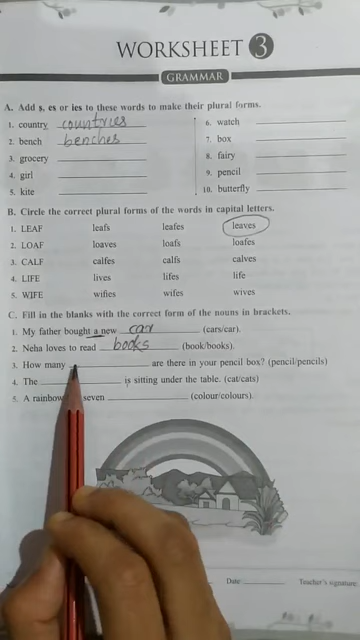 WORKSHEET 3
GRAMMAR
A. Add s, es or ies to these words to make their plural forms.
1. country countries
2. bench benches
3. grocery
4. girl
5. kite
6. watch
7. box
8. fairy
9. pencil
10. butterfly
B. Circle the correct plural forms of the words in capital letters.
1. LEAF leafs leafes leaves
2. LOAF loaves loafs loafes
3. CALF calfes calfs calves
4. LIFE lives lifes life
5. WIFE wifies wifes wives
C. Fill in the blanks with the correct form of the nouns in brackets.
1. My father bought a new car (cars/car).
2. Neha loves to read books (book/books).
3. How many are there in your pencil box? (pencil/pencils)
4. The is sitting under the table. (cat/cats)
5. A rainbow seven (colour/colours).
Date: Teacher's signature: